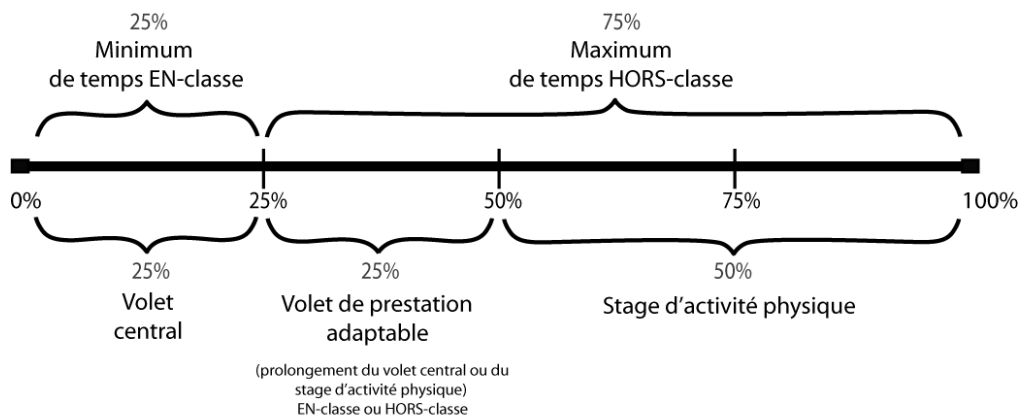 25%
Minimum
de temps EN-classe
75%
Maximum
de temps HORS-classe
0%
25%
50%
75%
100%
25%
Volet
central
25%
Volet de prestation
adaptable
(prolongement du volet central ou du
stage d'activité physique)
EN-classe ou HORS-classe
50%
Stage d'activité physique